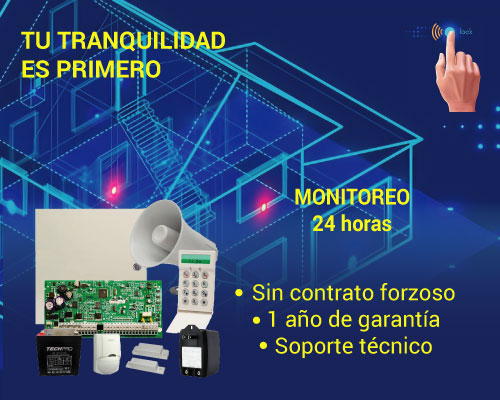 TU TRANQUILIDAD
ES PRIMERO
lock
MONITOREO
24 horas
• Sin contrato forzoso
• 1 año de garantía
• Soporte técnico
TECHPRO